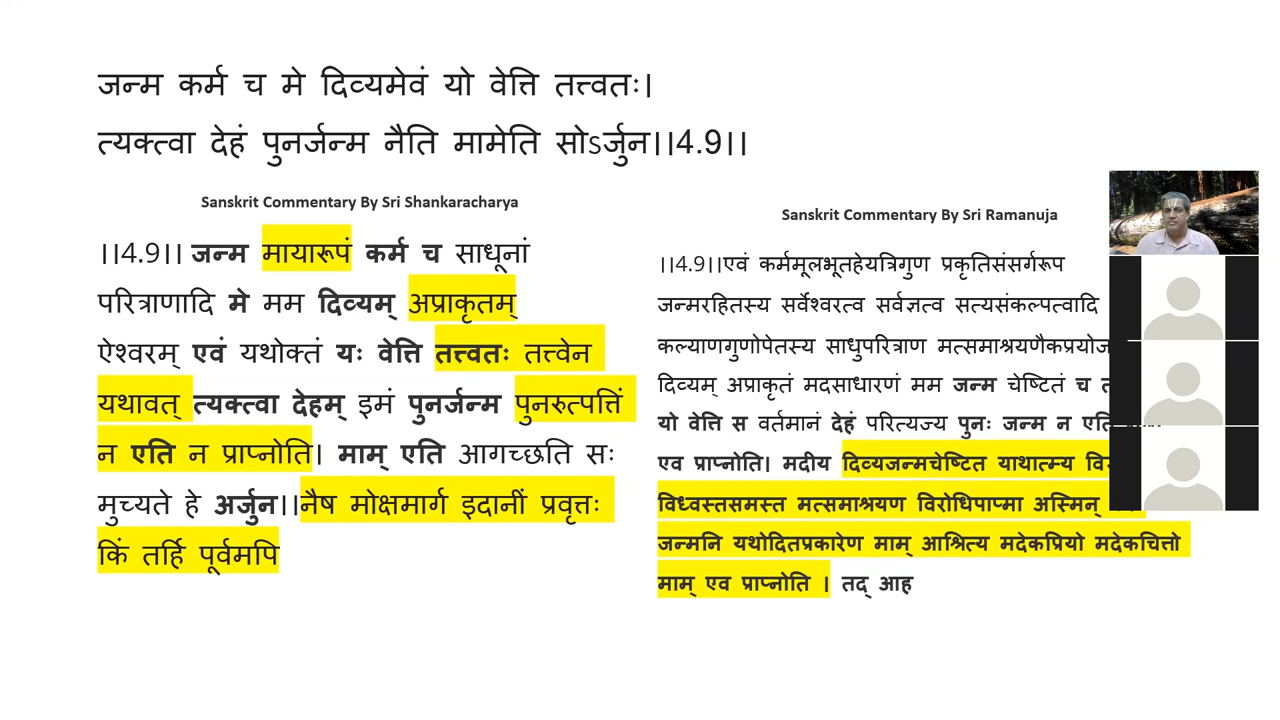 जन्म कर्म च मे दिव्यमेवं यो वेत्ति तत्त्वतः।
त्यक्त्वा देहं पुनर्जन्म नैति मामेति सोऽर्जुन।।4.9।।
Sanskrit Commentary By Sri Shankaracharya
।।4.9।। जन्म मायारूपं कर्म च साधूनां
परित्राणादि मे मम दिव्यम् अप्राकृतम्
ऐश्वरम् एवं यथोक्तं यः वेत्ति तत्त्वतः तत्त्वेन
यथावत् त्यक्त्वा देहम् इमं पुनर्जन्म पुनरुत्पत्तिं
न एति न प्राप्नोति। माम् एति आगच्छति सः
मुच्यते हे अर्जुन।।नैष मोक्षमार्ग इदानीं प्रवृत्तः
किं तर्हि पूर्वमपि
Sanskrit Commentary By Sri Ramanuja
।।4.9।।एवं कर्ममूलभूतहेयत्रिगुण प्रकृतिसंसर्गरूप
जन्मरहितस्य सर्वेश्वरत्व सर्वज्ञत्व सत्यसंकल्पत्वादि
कल्याणगुणोपेतस्य साधुपरित्राण
दिव्यम् अप्राकृतं मदसाधारणं मम जन्म चेष्टितं च
यो वेत्ति स वर्तमानं देहं परित्यज्य पुनः जन्म न एति
एव प्राप्नोति। मदीय दिव्यजन्मचेष्टित याथात्म्य
विध्वस्तसमस्त मत्समाश्रयण विरोधिपाप्मा अस्मिन्
जन्मनि यथोदितप्रकारेण माम् आश्रित्य मदेकप्रियो मदेकचित्तो
माम् एव प्राप्नोति । तद् आह